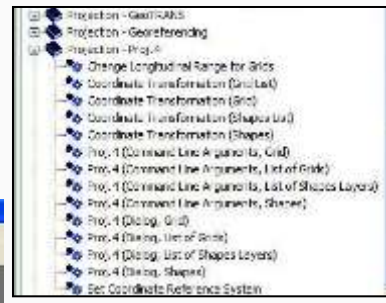 Projection - GeoTRANS
Projection - Georeferencing
Projection - Proj.4
Change Longitudinal Range for Grids
Coordinate Transformation (Grid List)
Coordinate Transformation (Grid)
Coordinate Transformation (Shapes List)
Coordinate Transformation (Shapes)
Proj.4 (Command Line Arguments, Grid)
Proj.4 (Command Line Arguments, List of Grids)
Proj.4 (Command Line Arguments, List of Shapes Layers)
Proj.4 (Command Line Arguments, Shapes)
Proj.4 (Dialog, Grid)
Proj.4 (Dialog, List of Grids)
Proj.4 (Dialog, List of Shapes Layers)
Proj.4 (Dialog, Shapes)
Set Coordinate Reference System